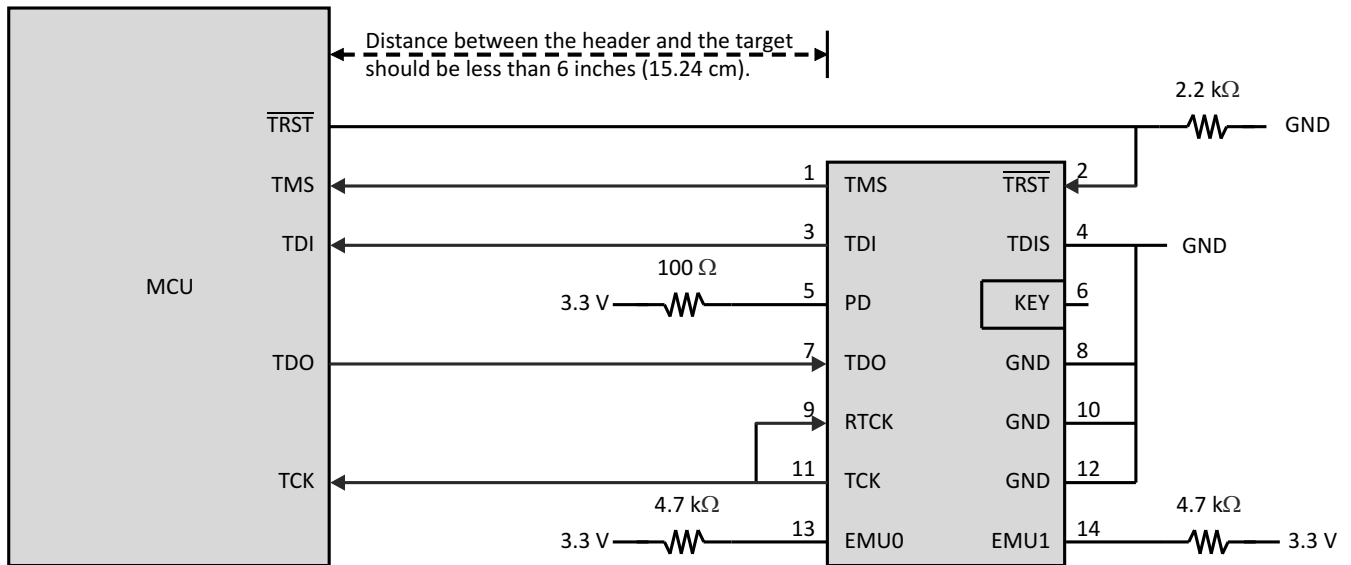 Distance between the header and the target
should be less than 6 inches (15.24 cm).
2.2 kΩ
TRST
GND
TMS
1
TMS
TRST
2
TDI
3
TDI
TDIS
4
GND
MCU
100 Ω
3.3 V
5
PD
KEY
6
TDO
7
TDO
GND
8
9
RTCK
GND
10
TCK
11
TCK
GND
12
4.7 kΩ
4.7 kΩ
3.3 V
13
EMU0
EMU1
14
3.3 V